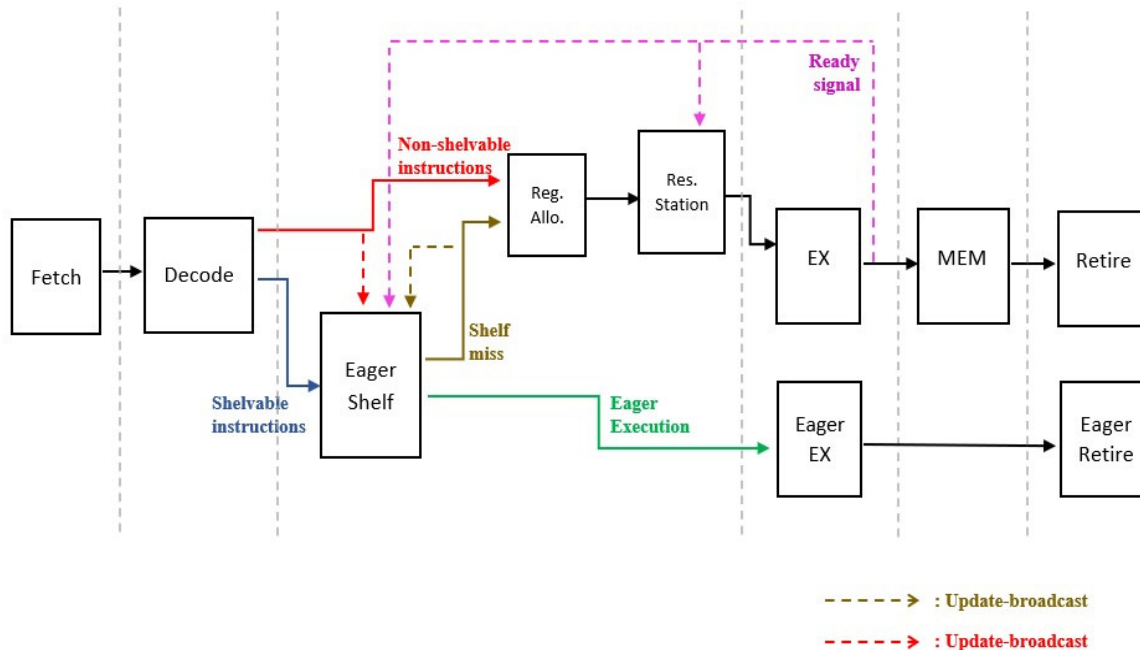 Ready
signal
Non-shelvable
instructions
Reg.
Allo.
Res.
Station
Fetch
Decode
EX
MEM
Retire
Shelf
miss
Eager
Shelf
Shelvable
instructions
Eager
Execution
Eager
EX
Eager
Retire
: Update-broadcast
: Update-broadcast